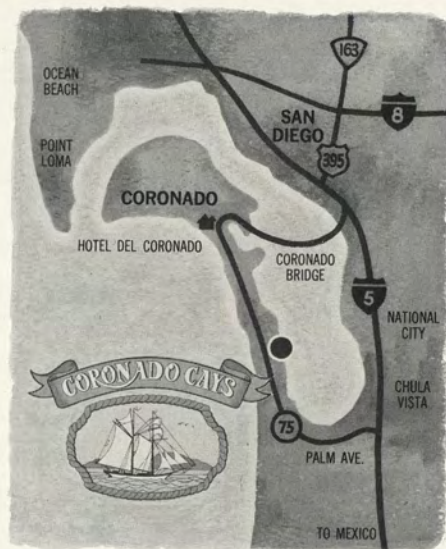 163
OCEAN
BEACH
8
SAN
DIEGO
POINT
LOMA
395
CORONADO
HOTEL DEL CORONADO
CORONADO
BRIDGE
5
NATIONAL
CITY
CORONADO CAYS
CHULA
VISTA
75
PALM AVE.
TO MEXICO